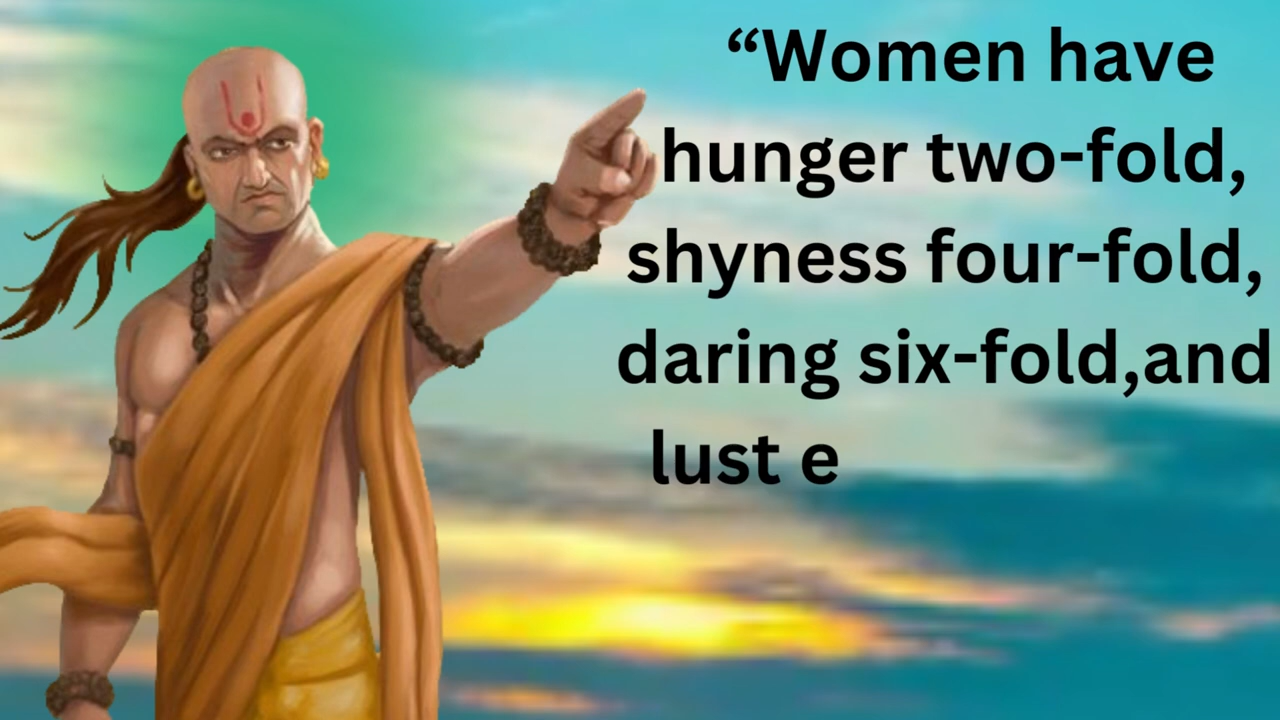 “Women have
hunger two-fold,
shyness four-fold,
daring six-fold,and
lust e